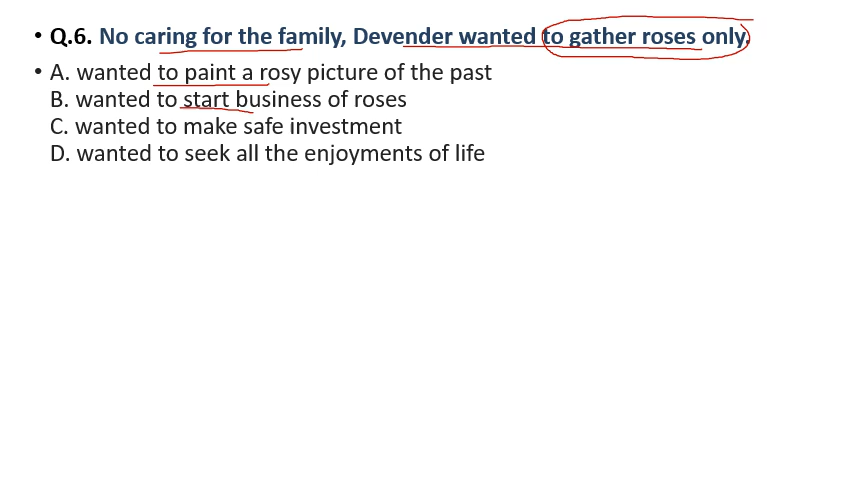 • Q.6. No caring for the family, Devender wanted to gather roses only.
• A. wanted to paint a rosy picture of the past
B. wanted to start business of roses
C. wanted to make safe investment
D. wanted to seek all the enjoyments of life